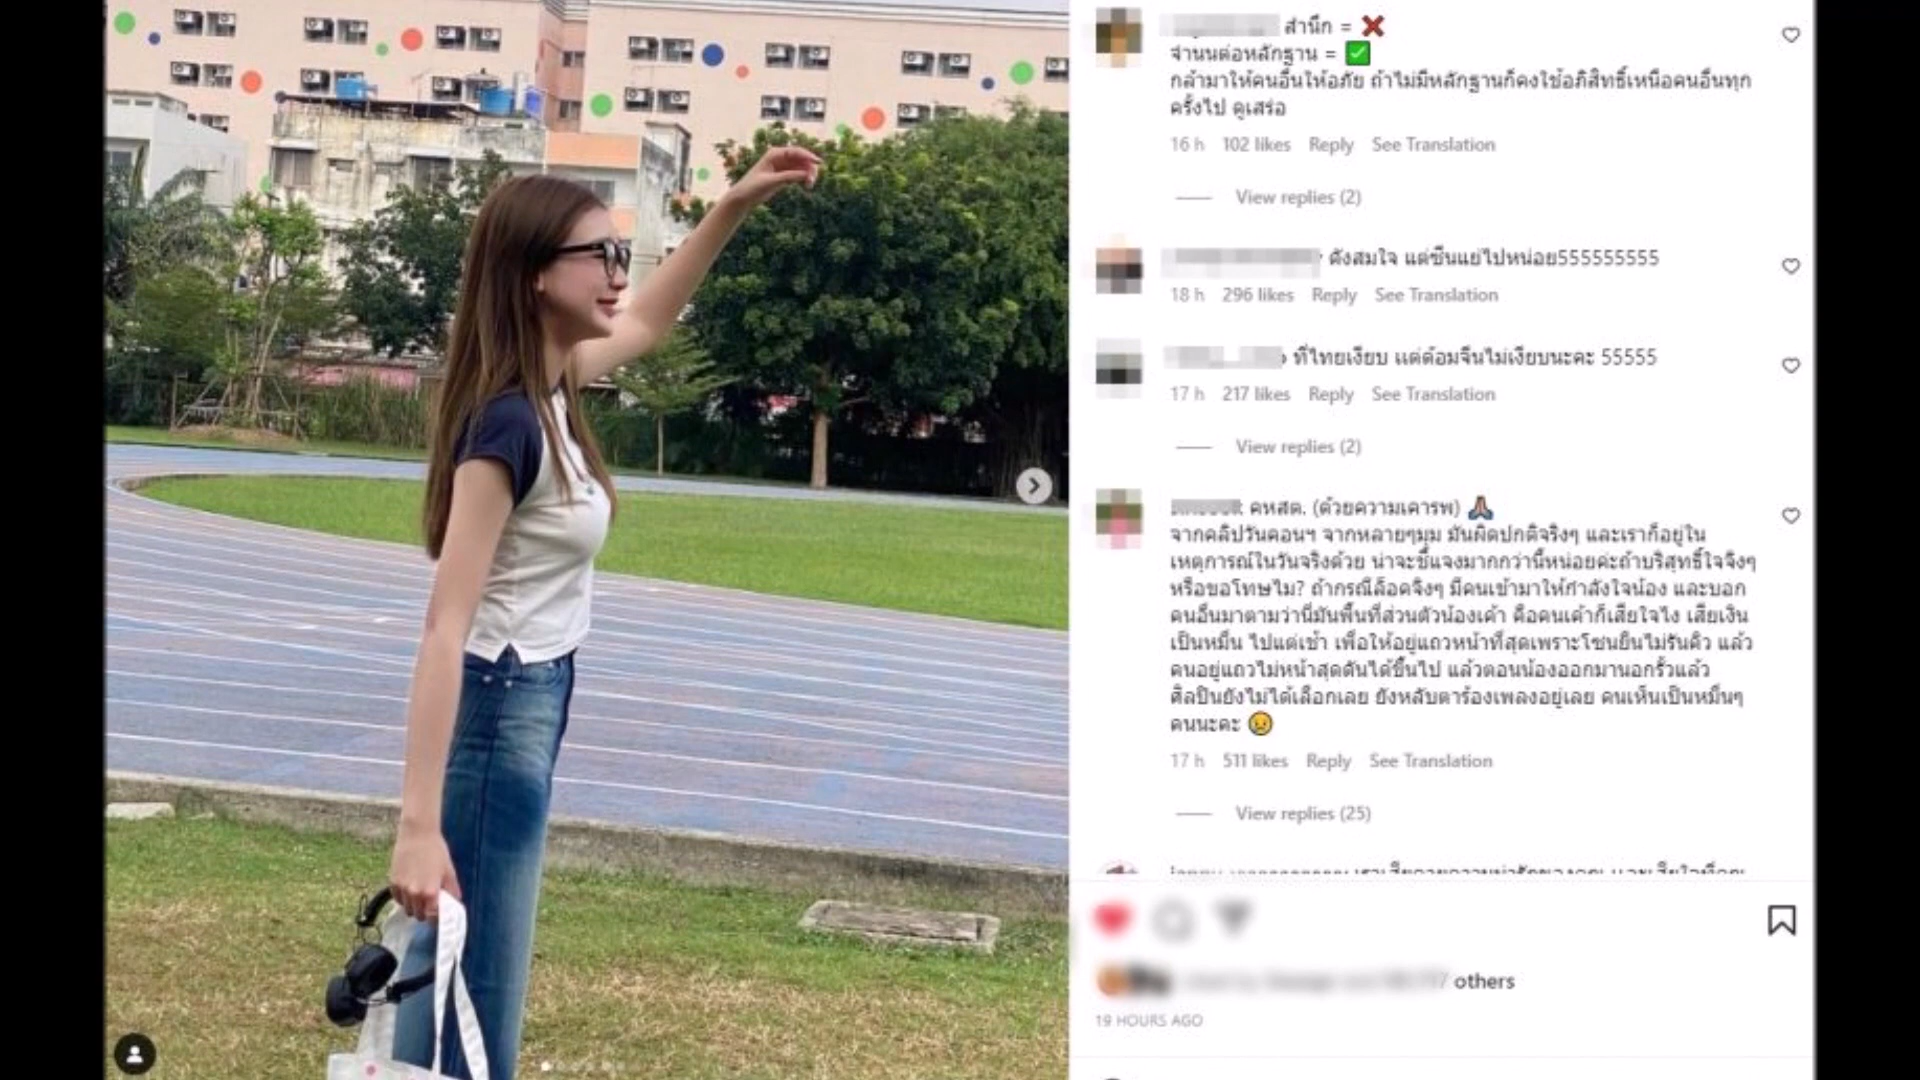 สำนึก = ❌
จำนนต่อหลักฐาน = ✅
กล้ามาให้คนอื่นให้อภัย ถ้าไม่มีหลักฐานก็คงใช้อภิสิทธิ์เหนือคนอื่นทุก
ครั้งไป ดูเสร่อ
16 h 102 likes Reply See Translation
View replies (2)
ดังสมใจ แต่ชื่นแย่ไปหน่อย5555555555
18 h 296 likes Reply See Translation
ที่ไทยเงียบ แต่ด้อมจีนไม่เงียบนะคะ 55555
17 h 217 likes Reply See Translation
View replies (2)
คหสต. (ด้วยความเคารพ) 🙏
จากคลิปวันคอนฯ จากหลายๆมุม มันผิดปกติจริงๆ และเราก็อยู่ใน
เหตุการณ์ในวันจริงด้วย น่าจะชี้แจงมากกว่านี้หน่อยค่ะถ้าบริสุทธิ์ใจจิงๆ
หรือขอโทษไม? ถ้ากรณีล็อคจิงๆ มีคนเข้ามาให้กำลังใจน้อง และบอก
คนอื่นมาตามว่านี่มันพื้นที่ส่วนตัวน้องเค้า คือคนเค้าก็เสียใจไง เสียเงิน
เป็นหมื่น ไปแต่เช้า เพื่อให้อยู่แถวหน้าที่สุดเพราะโซนยืนไม่รันคิว แล้ว
คนอยู่แถวไม่หน้าสุดดันได้ขึ้นไป แล้วตอนน้องออกมานอกรั้วแล้ว
ศิลปินยังไม่ได้เลือกเลย ยังหลับตาร้องเพลงอยู่เลย คนเห็นเป็นหมื่นๆ
คนนะคะ 😢
17 h 511 likes Reply See Translation
View replies (25)
others
19 HOURS AGO